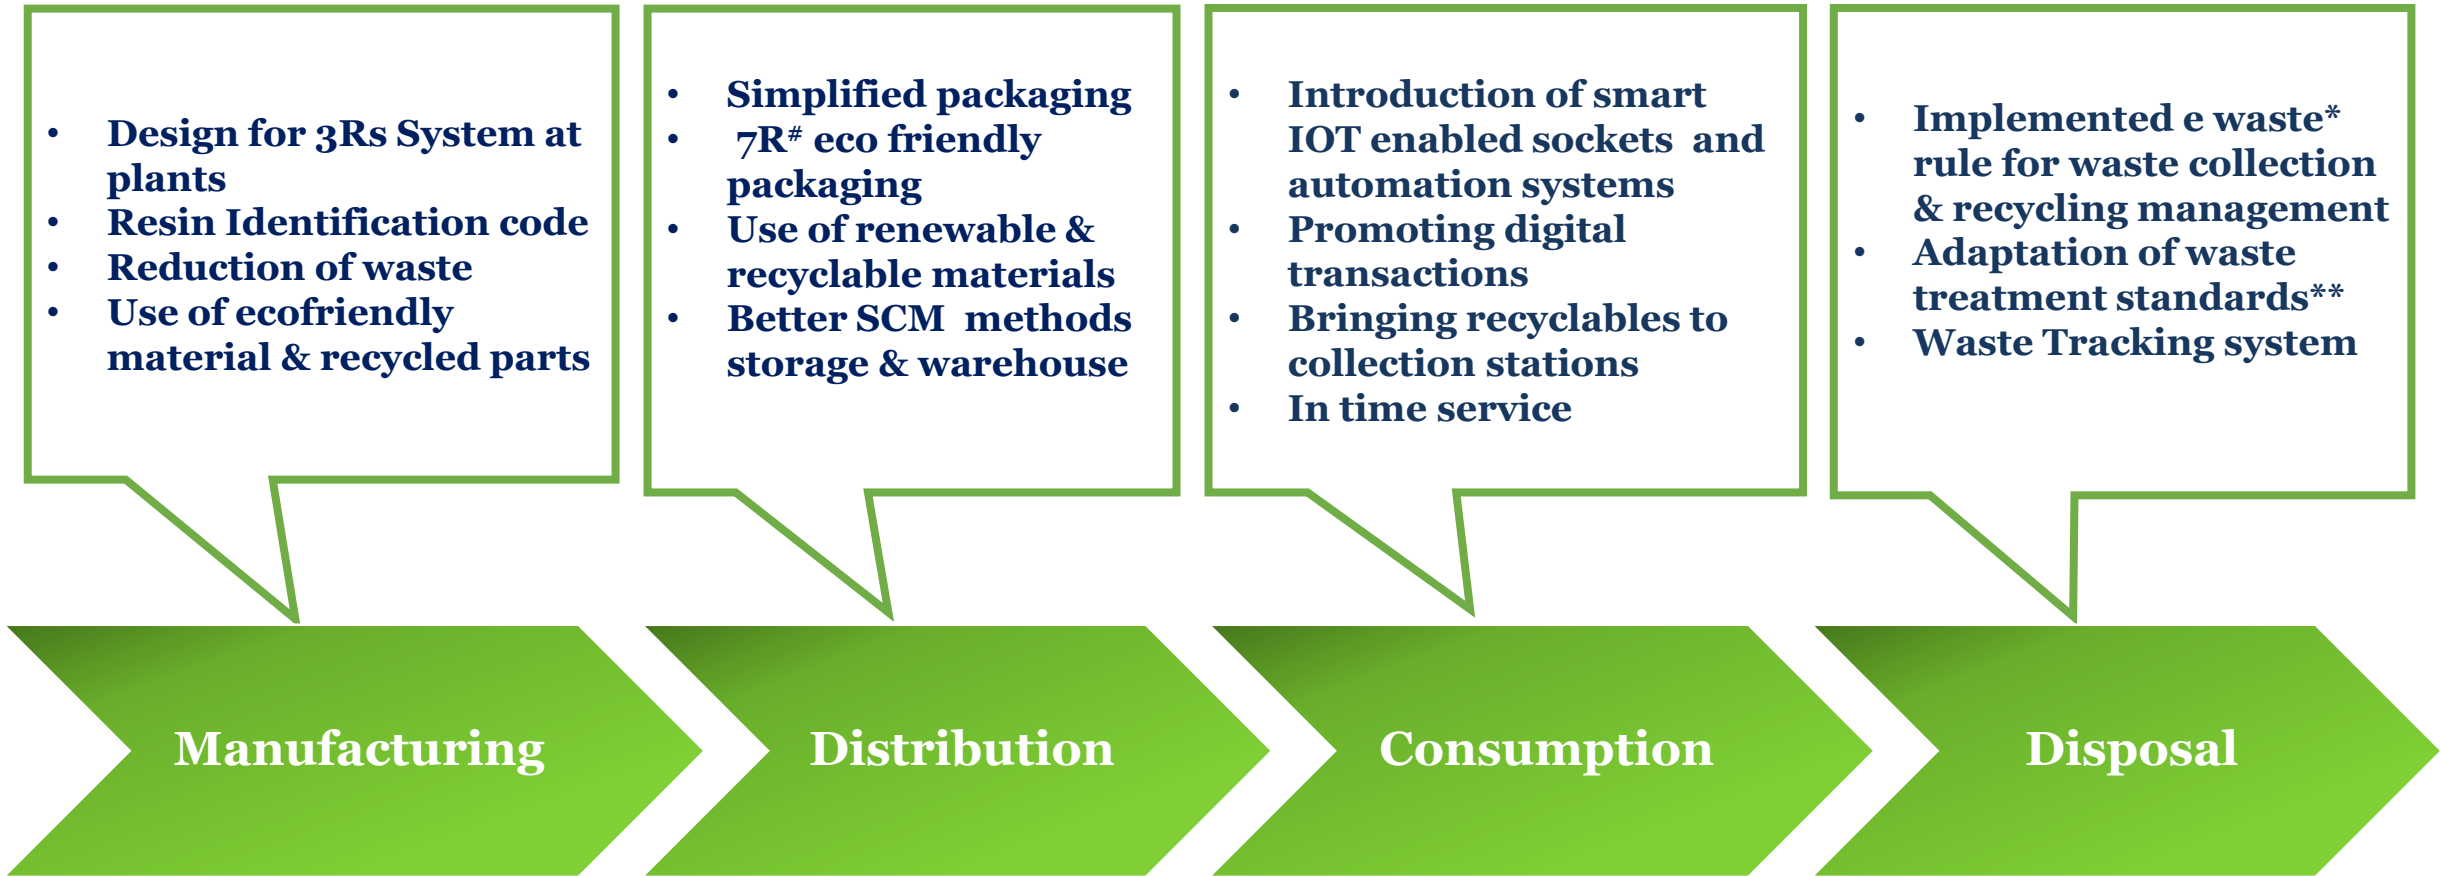 • Design for 3Rs System at
plants
• Resin Identification code
• Reduction of waste
• Use of ecofriendly
material & recycled parts
• Simplified packaging
• 7R# eco friendly
packaging
• Use of renewable &
recyclable materials
• Better SCM methods
storage & warehouse
• Introduction of smart
IOT enabled sockets and
automation systems
• Promoting digital
transactions
• Bringing recyclables to
collection stations
• In time service
• Implemented e waste*
rule for waste collection
& recycling management
• Adaptation of waste
treatment standards**
• Waste Tracking system
Manufacturing
Distribution
Consumption
Disposal